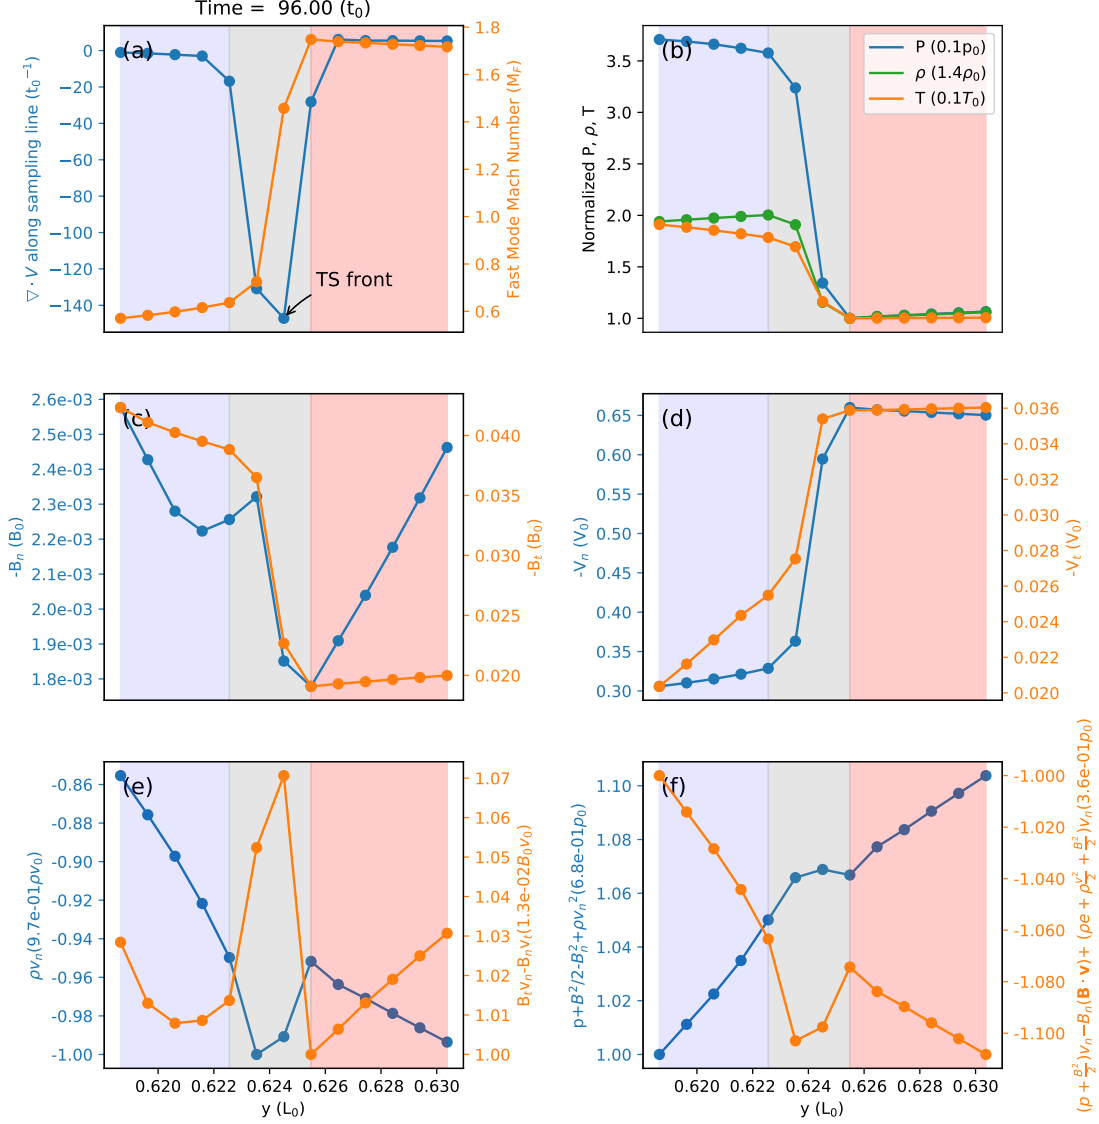 Time =  96.00 (t₀)
(a)
0
−20
−40
−60
−80
−100
−120
−140
▽ · V along sampling line (t₀⁻¹)
1.8
1.6
1.4
1.2
1.0
0.8
0.6
Fast Mode Mach Number (M_F)
TS front
(b)
3.5
3.0
2.5
2.0
1.5
1.0
Normalized P, ρ, T
P (0.1p₀)
ρ (1.4ρ₀)
T (0.1T₀)
(c)
2.6e-03
2.5e-03
2.4e-03
2.3e-03
2.2e-03
2.1e-03
2.0e-03
1.9e-03
1.8e-03
-Bₙ (B₀)
0.040
0.035
0.030
0.025
0.020
-Bₜ (B₀)
(d)
0.65
0.60
0.55
0.50
0.45
0.40
0.35
0.30
-Vₙ (V₀)
0.036
0.034
0.032
0.030
0.028
0.026
0.024
0.022
0.020
-Vₜ (V₀)
(e)
-0.86
-0.88
-0.90
-0.92
-0.94
-0.96
-0.98
-1.00
ρvₙ(9.7e-01ρv₀)
1.07
1.06
1.05
1.04
1.03
1.02
1.01
1.00
Bₜvₙ-Bₙvₜ(1.3e-02B₀v₀)
0.620 0.622 0.624 0.626 0.628 0.630
y (L₀)
(f)
1.10
1.08
1.06
1.04
1.02
1.00
p+B²/2-Bₙ²+ρvₙ²(6.8e-01p₀)
-1.000
-1.020
-1.040
-1.060
-1.080
-1.100
(p + B²/2)vₙ − Bₙ(B · v) + (ρe + ρv²/2 + B²/2)vₙ(3.6e-01p₀)
0.620 0.622 0.624 0.626 0.628 0.630
y (L₀)